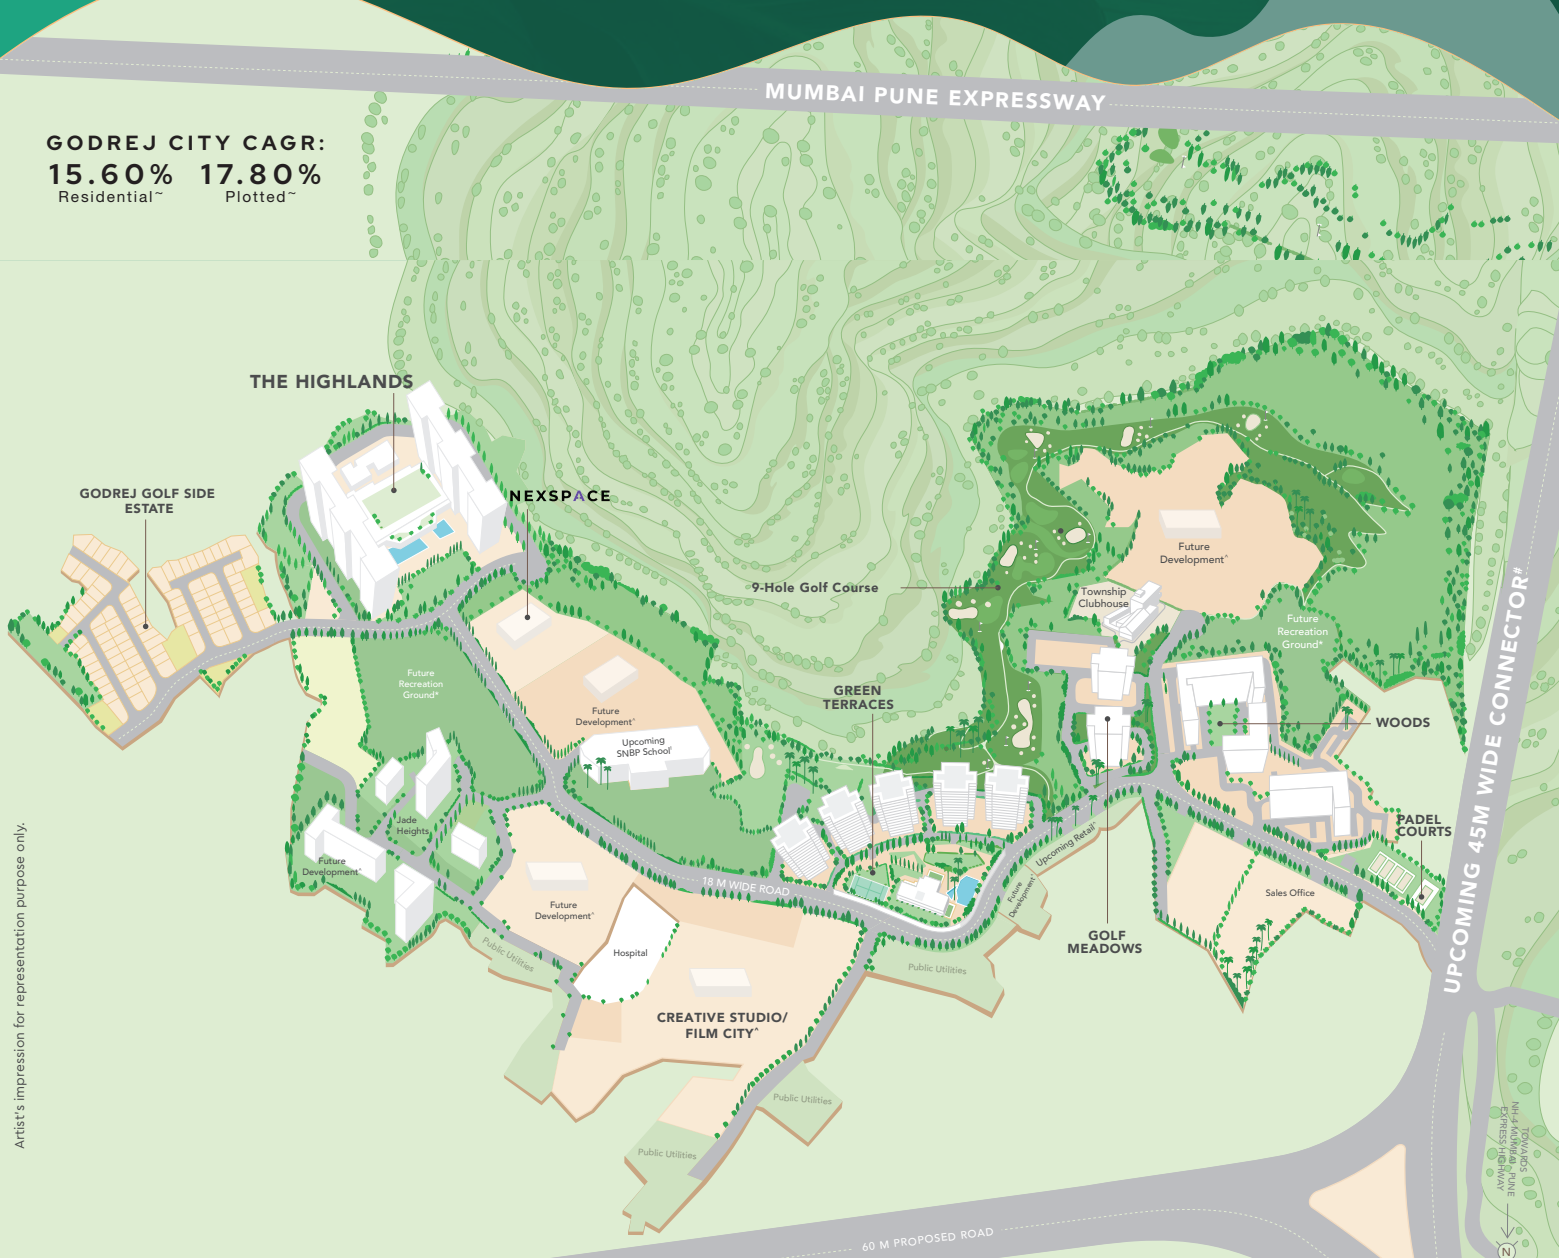 MUMBAI PUNE EXPRESSWAY
GODREJ CITY CAGR:
15.60% 17.80%
Residential~ Plotted~
THE HIGHLANDS
GODREJ GOLF SIDE
ESTATE
NEXSPACE
9-Hole Golf Course
Future
Development^
Township
Clubhouse
Future
Recreation
Ground*
Future
Recreation
Ground*
GREEN
TERRACES
Future
Development^
Upcoming
SNBP School
WOODS
PADEL
COURTS
UPCOMING 45M WIDE CONNECTOR#
Jade
Heights
Future
Development^
Upcoming Retail^
18 M WIDE ROAD
Future
Development^
Future
Development^
Sales Office
GOLF
MEADOWS
Hospital
Public Utilities
Public Utilities
CREATIVE STUDIO/
FILM CITY^
Public Utilities
Public Utilities
Artist's impression for representation purpose only.
TOWARDS
NH-4 MUMBAI - PUNE
EXPRESS HIGHWAY
N
60 M PROPOSED ROAD